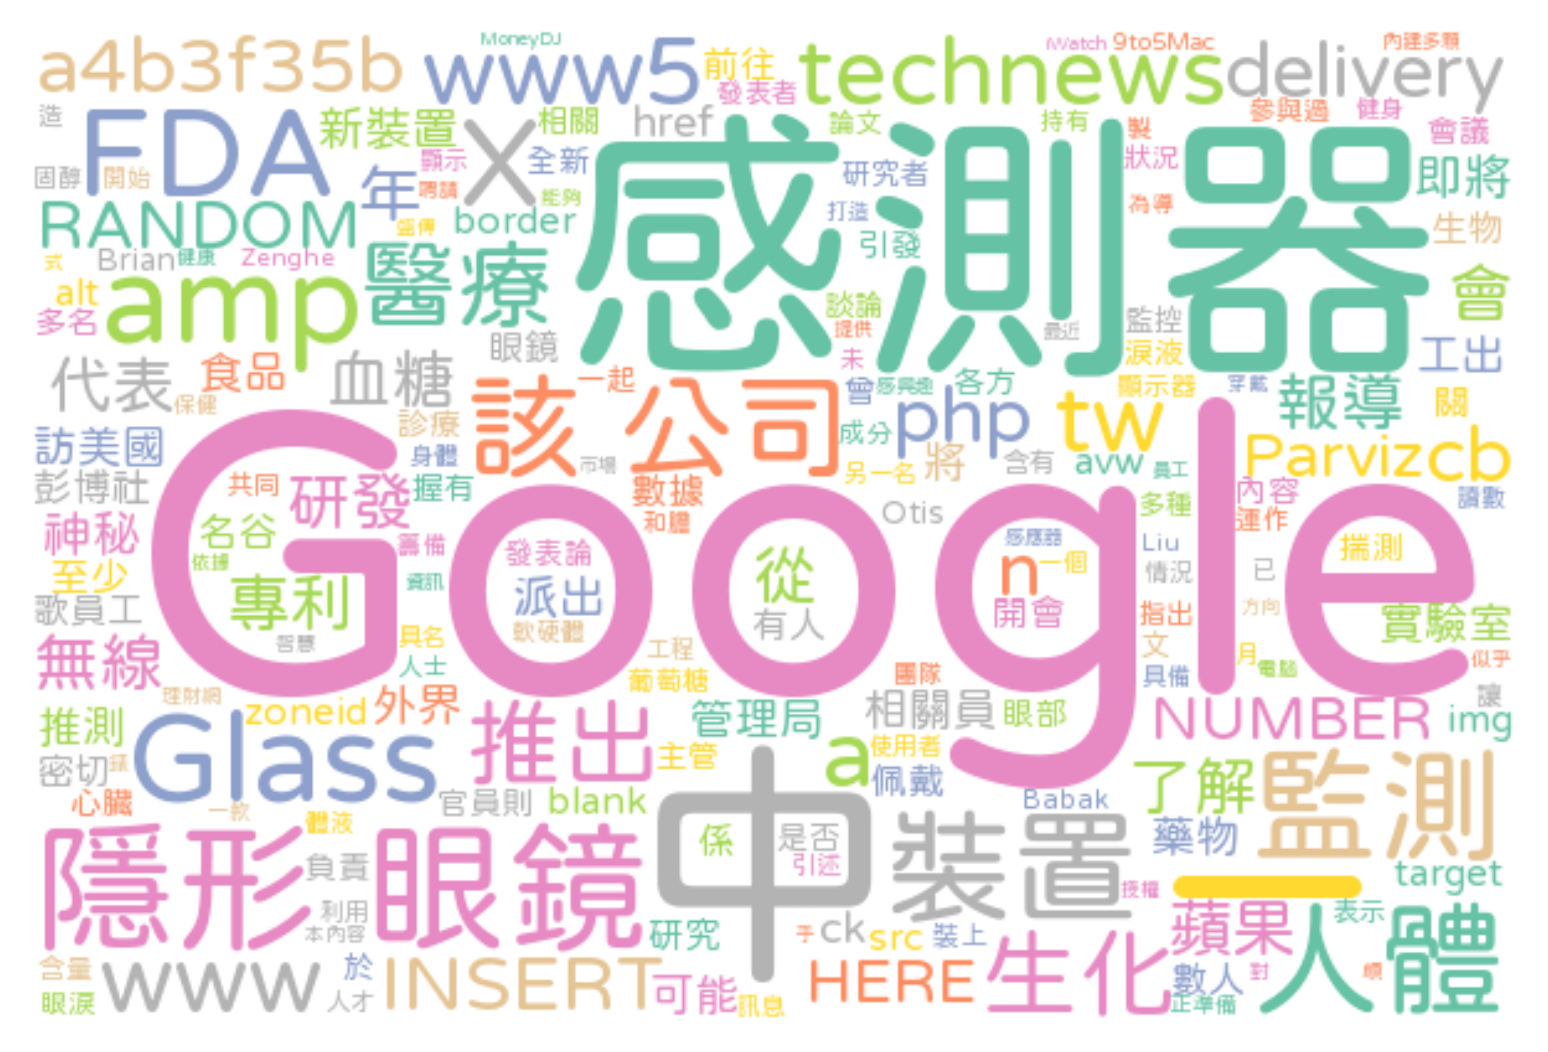 MoneyDJ iWatch 9to5Mac 內建多顆
a4b3f35b www5 前往 technews delivery
發表者 參與過 健身
造 FDA 新裝置 X 相關 href 感測器 論文 持有 製 會議
固醇 開始 年 顯示 全新 研究者 狀況 即將
聘請 能夠
RANDOM 盛傳 border 打造 為導 生物
式 Brian 健康 Zenghe 醫療 引發
alt amp 談論 會
多名 提供 最近 監控
眼鏡 未 淚液 工出
代表 食品 血糖 該公司 一起 曾 感興趣 各方 顯示器 穿戴 報導
保健 php tw 關
訪美國 診療 成分 Parviz cb
身體 市場 另一名 將 含有 avw 員工
彭博社 共同 研發 握有 數據 Google 多種 內容 讀數
神秘 名谷 和膽 Otis 運作
籌備 發表論 感應器 Liu 揣測
至少 依據 從 n 一個 情況 已
專利 資訊 派出
歌員工 有人 開會 指出 方向 實驗室
智慧 具名 軟硬體 文
無線 人士 工程 月 似乎
葡萄糖 團隊 具備 電腦
理財網 讓
推測 Glass zoneid 外界 推出 管理局 相關員 眼部 NUMBER img
主管 a 使用者
密切 鏡 中 佩戴 了解 監測
心臟 一款 官員則 blank Babak
隱形眼鏡 體液 係 是否 裝置 藥物
負責 引述 一 target
利用 授權 蘋果 人體 表示
本內容 研究 乎 ck src 裝上
含量 www 於 INSERT HERE 生化 數人 對 順
眼淚 人才 可能 訊息 正準備